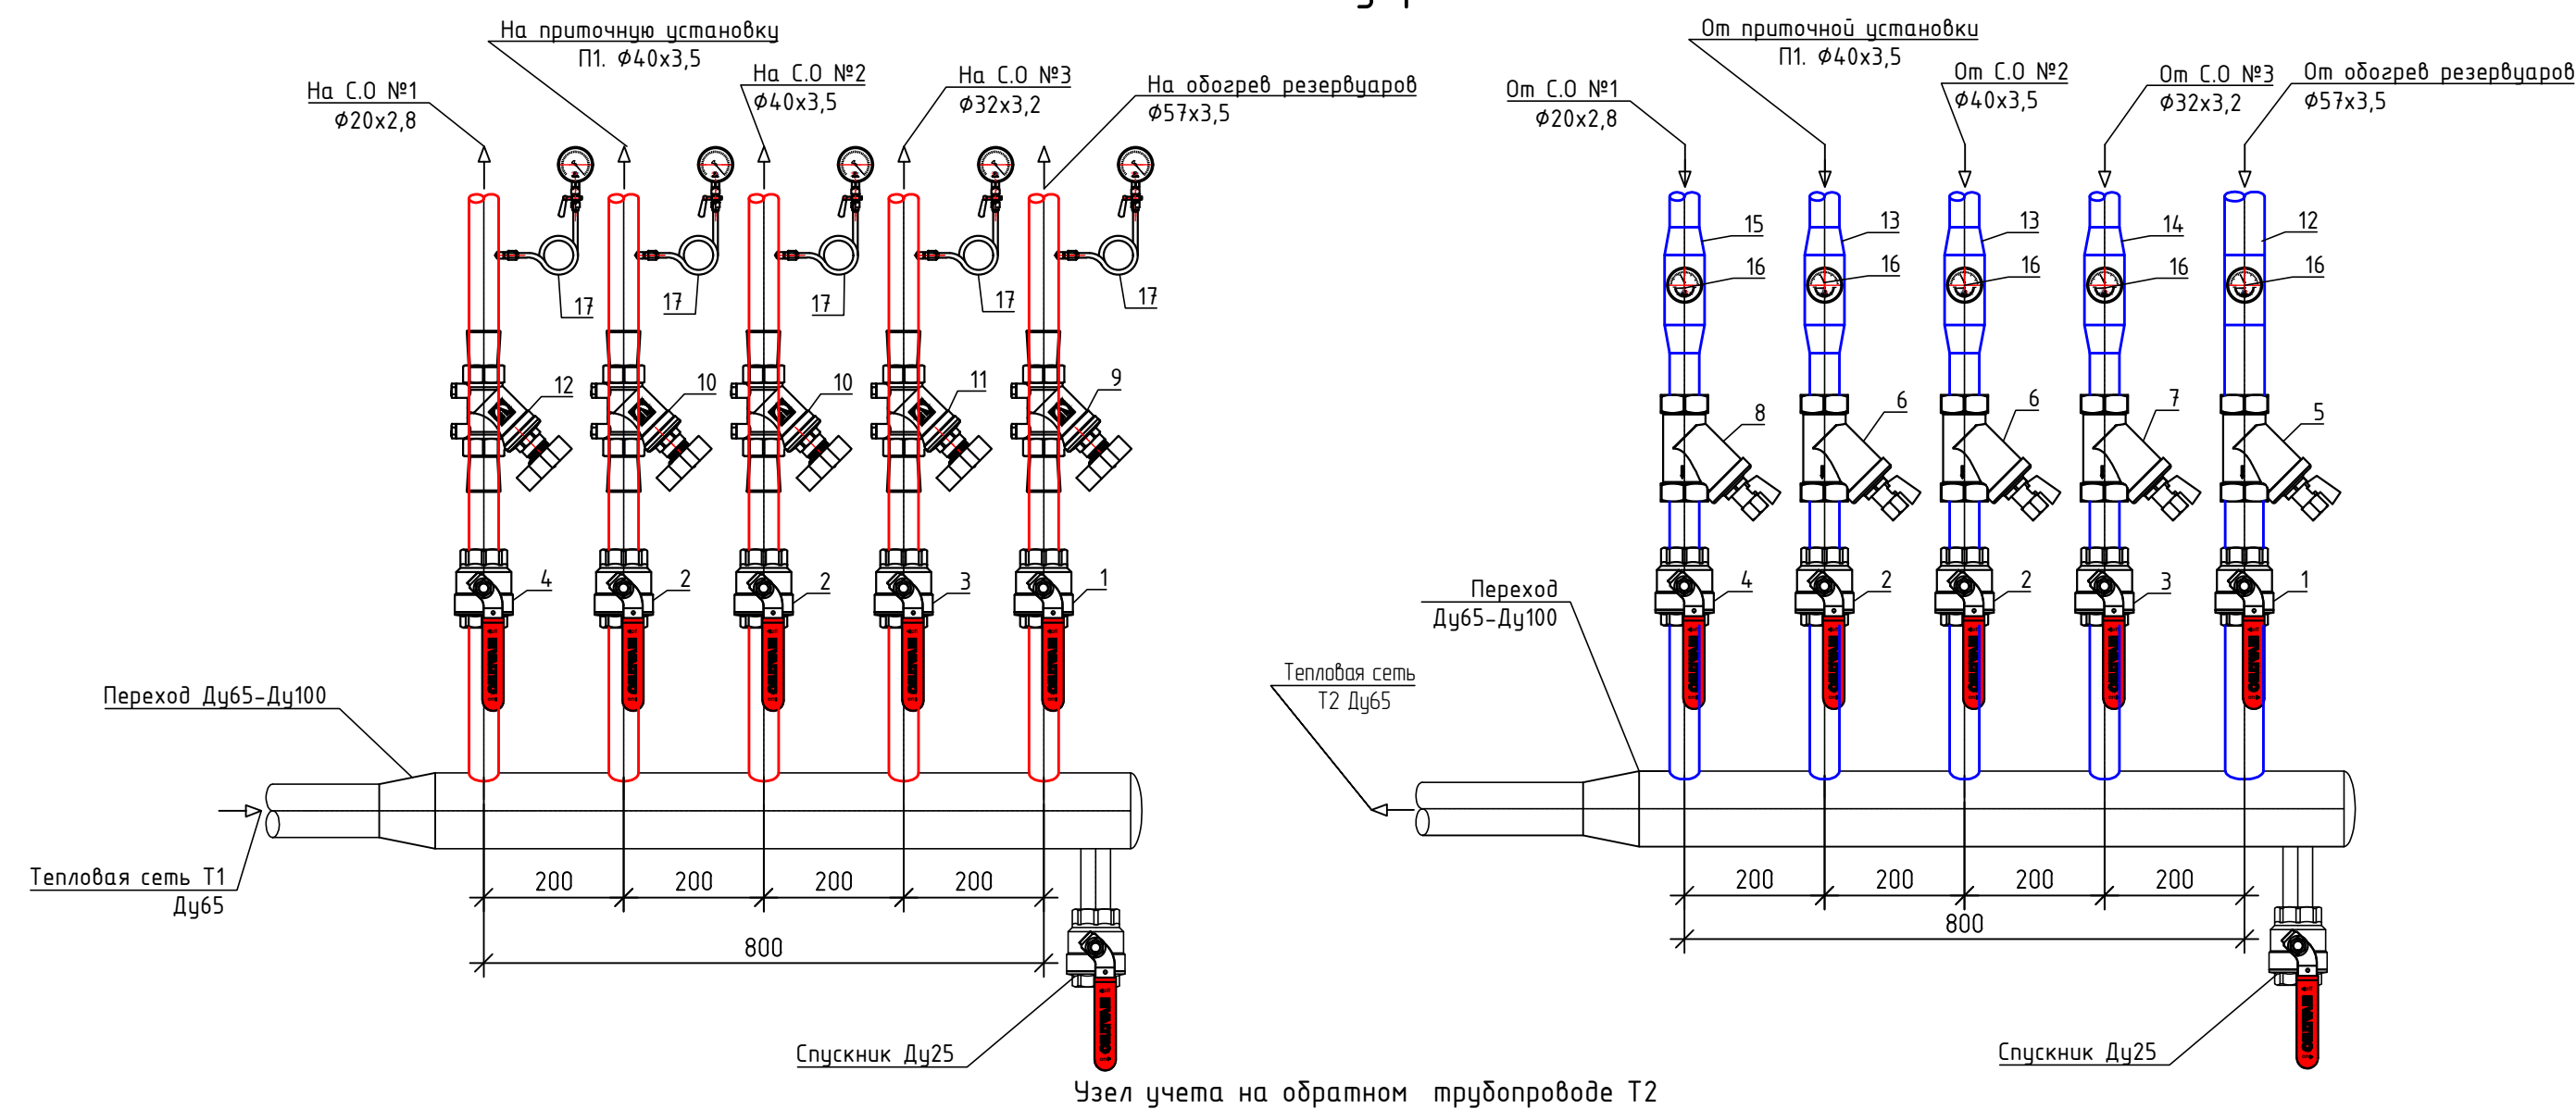 На приточную установку
П1. Ф40х3,5
На С.О №1
Ф20х2,8
На С.О №2
Ф40х3,5
На С.О №3
Ф32х3,2
На обогрев резервуаров
Ф57х3,5
17
17
17
17
17
12
10
10
11
9
4
2
2
3
1
Переход Ду65-Ду100
Тепловая сеть Т1
Ду65
200
200
200
200
800
Спускник Ду25
От приточной установки
П1. Ф40х3,5
От С.О №1
Ф20х2,8
От С.О №2
Ф40х3,5
От С.О №3
Ф32х3,2
От обогрев резервуаров
Ф57х3,5
15
13
13
14
12
16
16
16
16
16
8
6
6
7
5
4
2
2
3
1
Переход
Ду65-Ду100
Тепловая сеть
Т2 Ду65
200
200
200
200
800
Спускник Ду25
Узел учета на обратном трубопроводе Т2